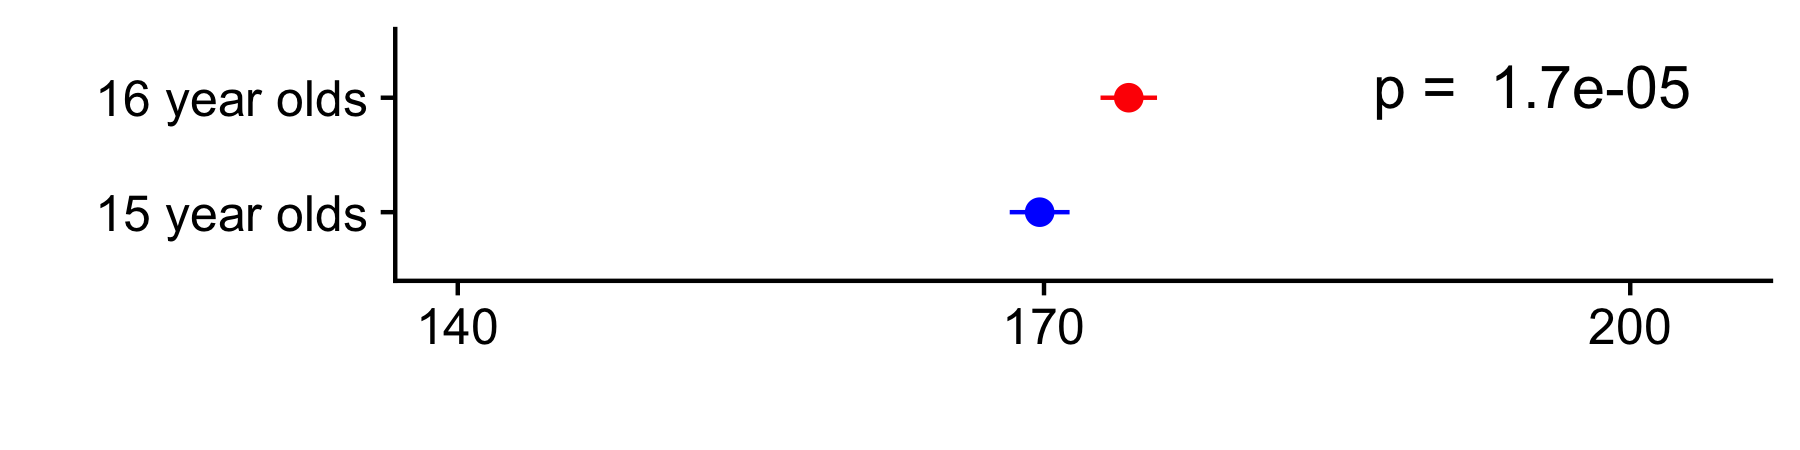 16 year olds
p = 1.7e-05
15 year olds
140 170 200